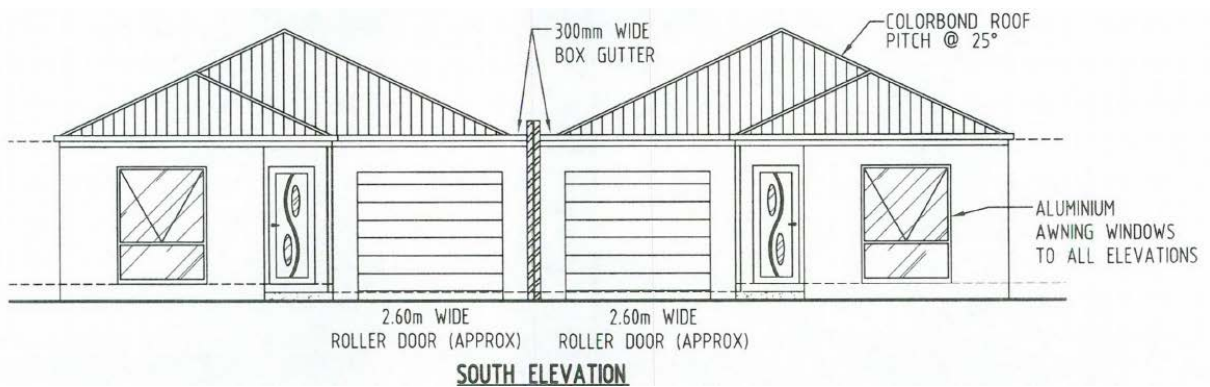 300mm WIDE
BOX GUTTER
COLORBOND ROOF
PITCH @ 25°
ALUMINIUM
AWNING WINDOWS
TO ALL ELEVATIONS
2.60m WIDE
ROLLER DOOR (APPROX)
2.60m WIDE
ROLLER DOOR (APPROX)
SOUTH ELEVATION